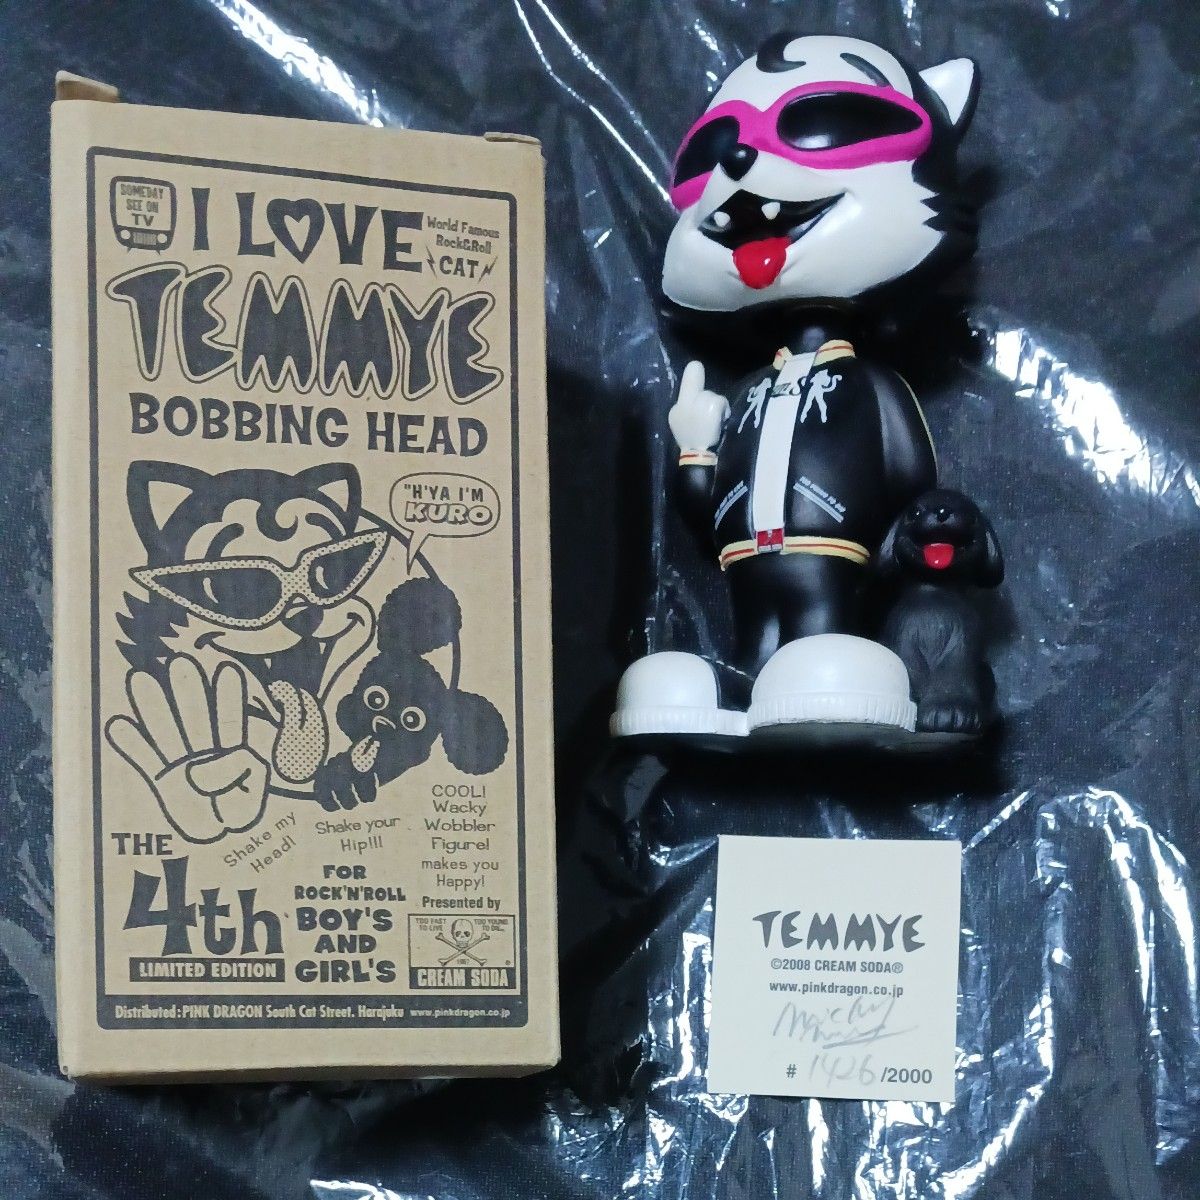 SOMEDAY
SEE ON
TV
I LOVE
World Famous
Rock&Roll
CAT
TEMMYE
BOBBING HEAD
"H'YA I'M
KURO
Shake my
Head!
Shake your
Hip!!!
COOL!
Wacky
Wobbler
Figure!
makes you
Happy!
THE
4th
LIMITED EDITION
FOR
ROCK'N'ROLL
BOY'S
AND
GIRL'S
Presented by
TOO FAST
TO LIVE
TOO YOUNG
TO DIE
CREAM SODA
Distributed: PINK DRAGON South Cat Street. Harajuku www.pinkdragon.co.jp
TEMMYE
©2008 CREAM SODA®
www.pinkdragon.co.jp
# 1426 /2000